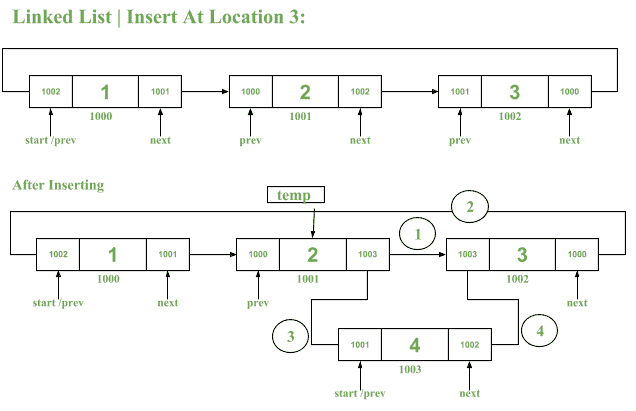 Linked List | Insert At Location 3:
1002 1 1001 1000 2 1002 1001 3 1000
1000 1001 1002
start /prev next prev next prev next
After Inserting
temp
2
1
1002 1 1001 1000 2 1003 1003 3 1000
1000 1001 1002
start /prev next prev next
3 4
1001 4 1002
1003
start /prev next